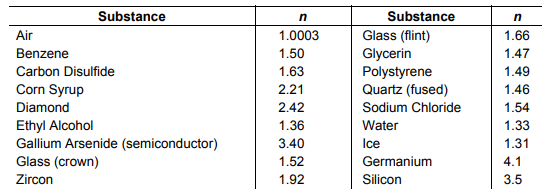 Substance n Substance n
Air 1.0003 Glass (flint) 1.66
Benzene 1.50 Glycerin 1.47
Carbon Disulfide 1.63 Polystyrene 1.49
Corn Syrup 2.21 Quartz (fused) 1.46
Diamond 2.42 Sodium Chloride 1.54
Ethyl Alcohol 1.36 Water 1.33
Gallium Arsenide (semiconductor) 3.40 Ice 1.31
Glass (crown) 1.52 Germanium 4.1
Zircon 1.92 Silicon 3.5